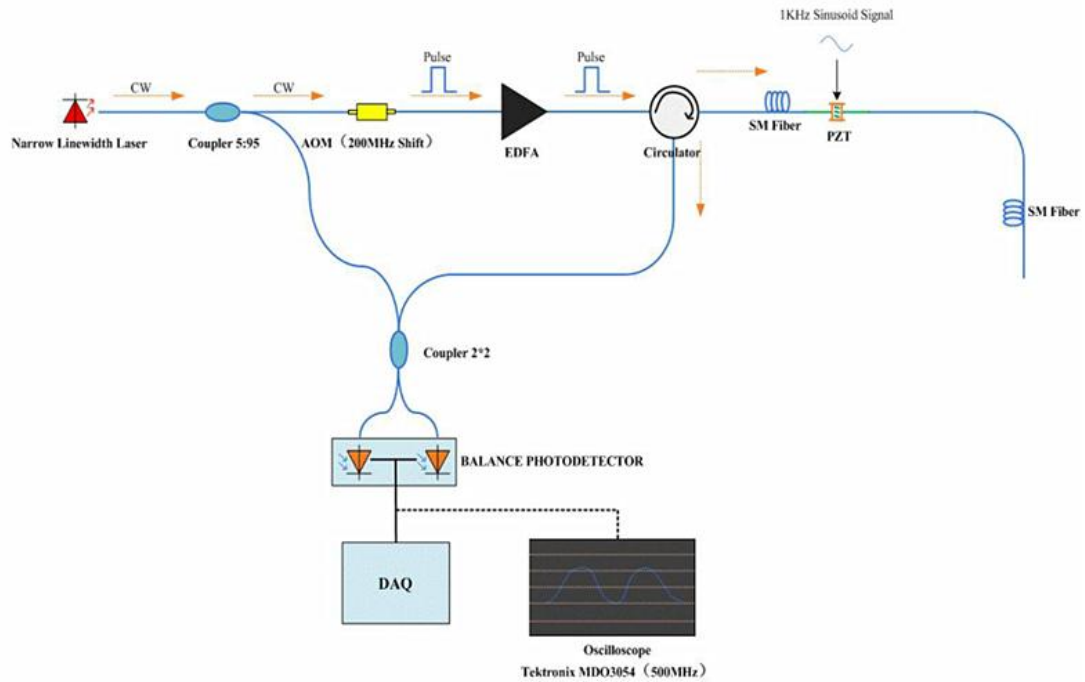 1KHz Sinusoid Signal
Pulse
Pulse
CW
CW
SM Fiber
PZT
Narrow Linewidth Laser
Coupler 5:95
AOM（200MHz Shift）
EDFA
Circulator
SM Fiber
Coupler 2*2
BALANCE PHOTODETECTOR
DAQ
Oscilloscope
Tektronix MDO3054（500MHz）